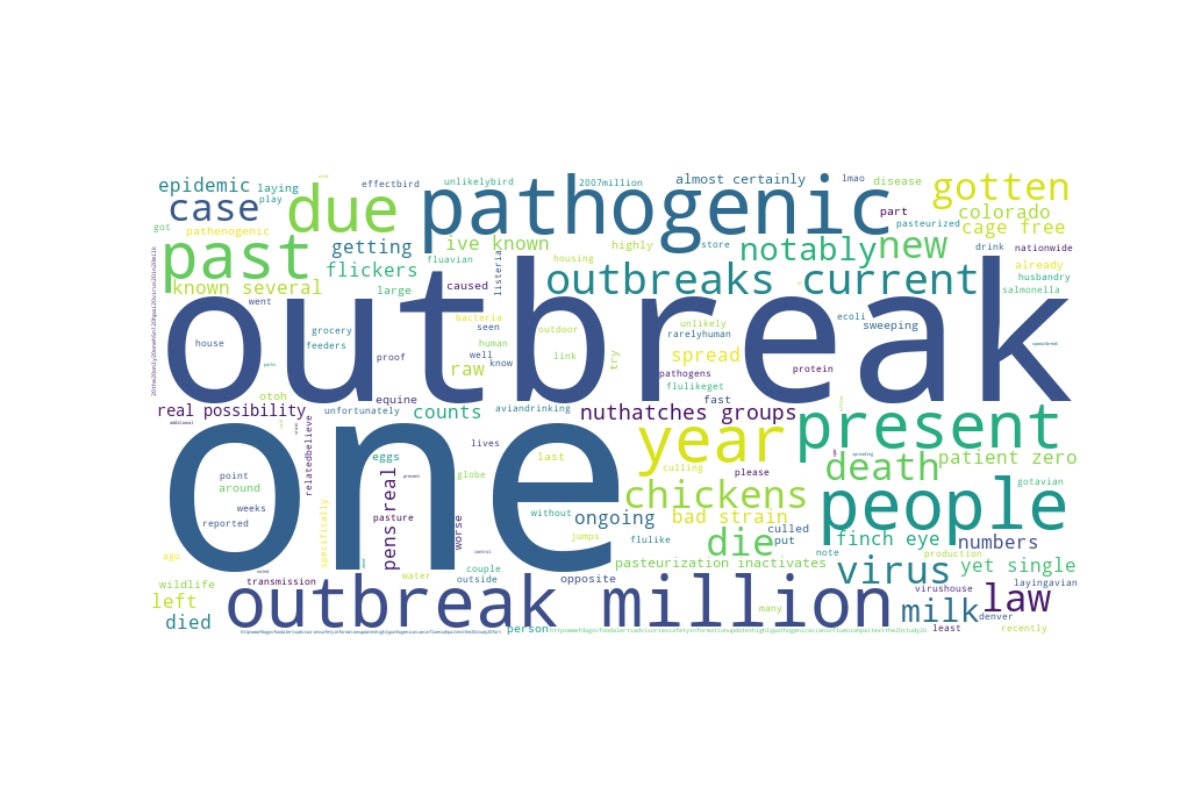 epidemic
laying
effectbird
unlikelybird
2007million
almost certainly
lmao
disease
gotten
play
case
due
pathogenic
part
colorado
got
pathenogenic
getting
ive known
highly
store
pasteurized
cage free
past
flickers
fluavian
listeria
housing
notably
new
drink
nationwide
known several
large
caused
outbreaks current
already
husbandry
salmonella
went
outbreak
grocery
bacteria
seen
outdoor
unlikely
ecoli
house
feeders
human
rarelyhuman
sweeping
proof
well
know
link
try
spread
raw
pathogens
protein
flulikeget
otoh
equine
fast
real possibility
unfortunately
counts
aviandrinking
nuthatches groups
present
additional
one
year
relatedbelieve
lives
last
death
patient zero
point
eggs
culling
please
around
globe
chickens
people
gotavian
weeks
pens real
present
without
reported
specifically
pasture
worse
ongoing
bad strain
culled
put
finch eye
numbers
ago
jumps
flulike
die
note
production
transmission
water
outside
opposite
pasteurization inactivates
virus
yet single
wildlife
virushouse
layingavian
left
outbreak million
many
milk
law
denver
died
person
least
recently